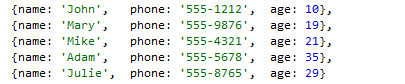 {name: 'John', phone: '555-1212', age: 10},
{name: 'Mary', phone: '555-9876', age: 19},
{name: 'Mike', phone: '555-4321', age: 21},
{name: 'Adam', phone: '555-5678', age: 35},
{name: 'Julie', phone: '555-8765', age: 29}